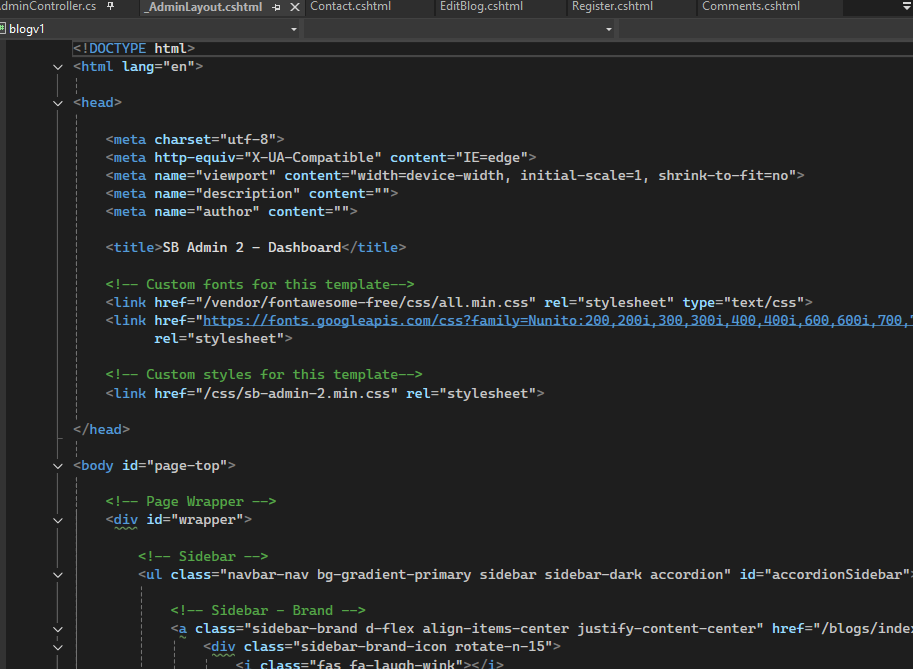 dminController.cs _AdminLayout.cshtml Contact.cshtml EditBlog.cshtml Register.cshtml Comments.cshtml
blogv1
<!DOCTYPE html>
<html lang="en">
<head>
<meta charset="utf-8">
<meta http-equiv="X-UA-Compatible" content="IE=edge">
<meta name="viewport" content="width=device-width, initial-scale=1, shrink-to-fit=no">
<meta name="description" content="">
<meta name="author" content="">
<title>SB Admin 2 - Dashboard</title>
<!-- Custom fonts for this template-->
<link href="/vendor/fontawesome-free/css/all.min.css" rel="stylesheet" type="text/css">
<link href="https://fonts.googleapis.com/css?family=Nunito:200,200i,300,300i,400,400i,600,600i,700,
rel="stylesheet">
<!-- Custom styles for this template-->
<link href="/css/sb-admin-2.min.css" rel="stylesheet">
</head>
<body id="page-top">
<!-- Page Wrapper -->
<div id="wrapper">
<!-- Sidebar -->
<ul class="navbar-nav bg-gradient-primary sidebar sidebar-dark accordion" id="accordionSidebar">
<!-- Sidebar - Brand -->
<a class="sidebar-brand d-flex align-items-center justify-content-center" href="/blogs/index
<div class="sidebar-brand-icon rotate-n-15">
<i class="fas fa-laugh-wink"></i>